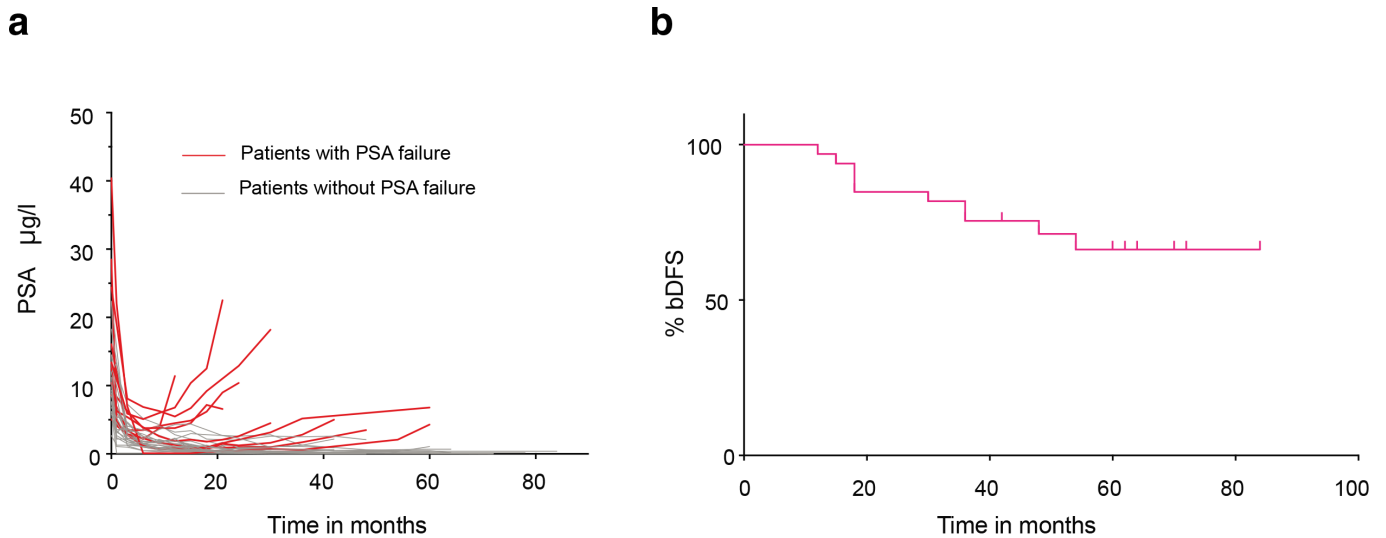 a
b
50
40
30
20
10
0
PSA µg/l
Patients with PSA failure
Patients without PSA failure
0 20 40 60 80
Time in months
100
50
0
% bDFS
0 20 40 60 80 100
Time in months